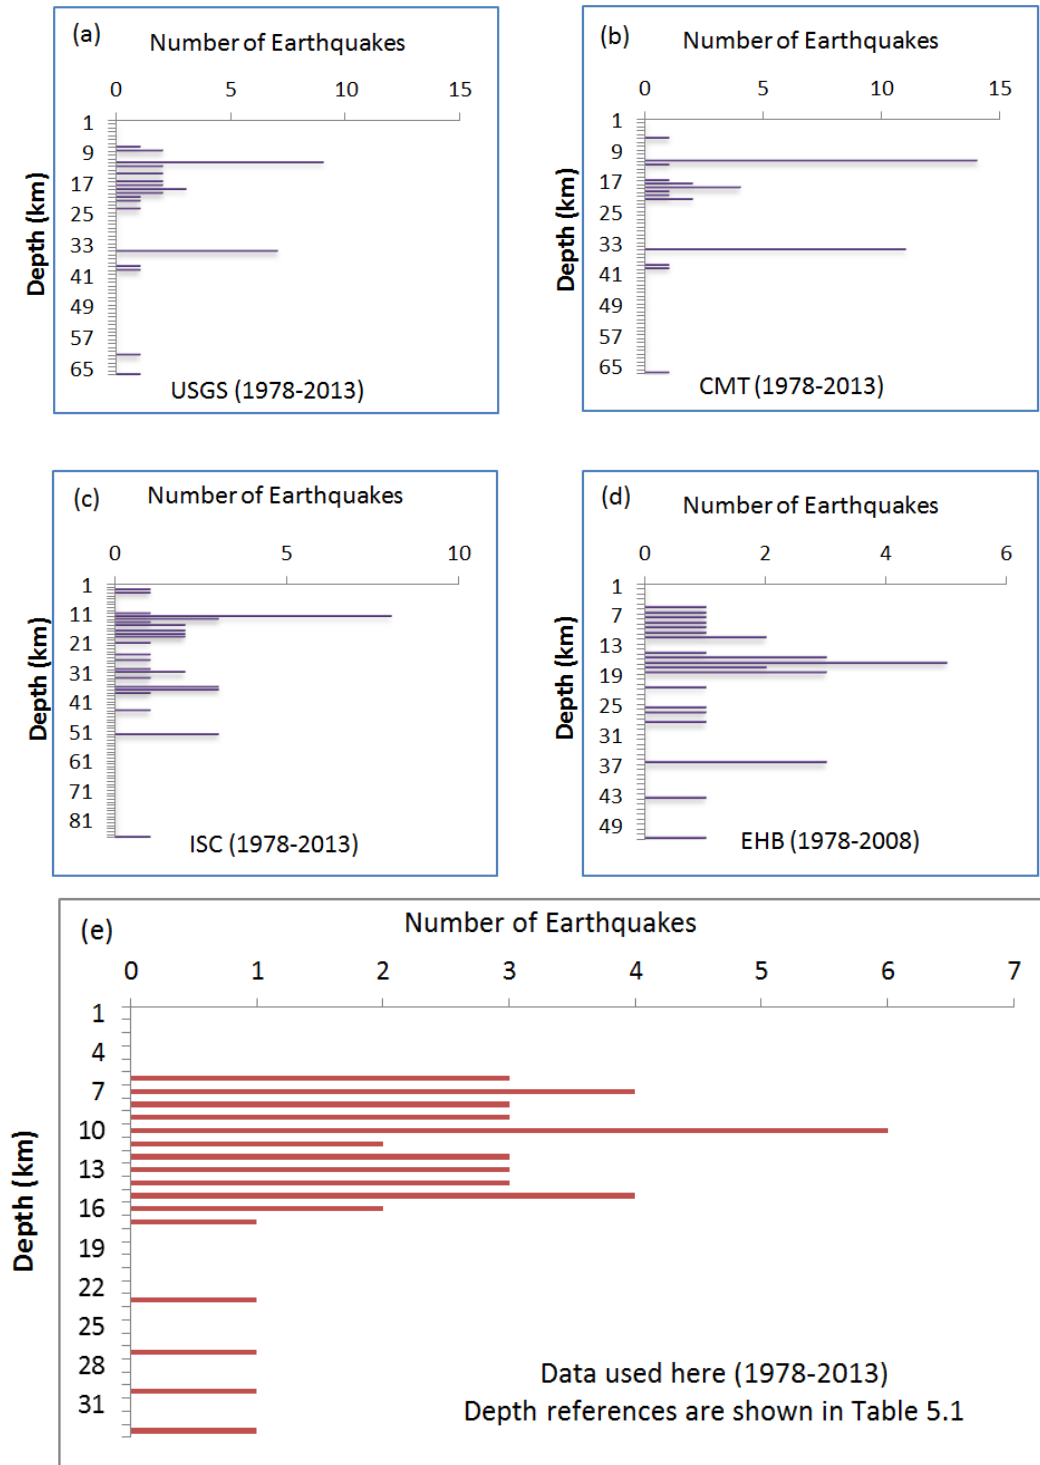 (a)
Number of Earthquakes
0 5 10 15
Depth (km)
1
9
17
25
33
41
49
57
65
USGS (1978-2013)
(b)
Number of Earthquakes
0 5 10 15
Depth (km)
1
9
17
25
33
41
49
57
65
CMT (1978-2013)
(c)
Number of Earthquakes
0 5 10
Depth (km)
1
11
21
31
41
51
61
71
81
ISC (1978-2013)
(d)
Number of Earthquakes
0 2 4 6
Depth (km)
1
7
13
19
25
31
37
43
49
EHB (1978-2008)
(e)
Number of Earthquakes
0 1 2 3 4 5 6 7
Depth (km)
1
4
7
10
13
16
19
22
25
28
31
Data used here (1978-2013)
Depth references are shown in Table 5.1